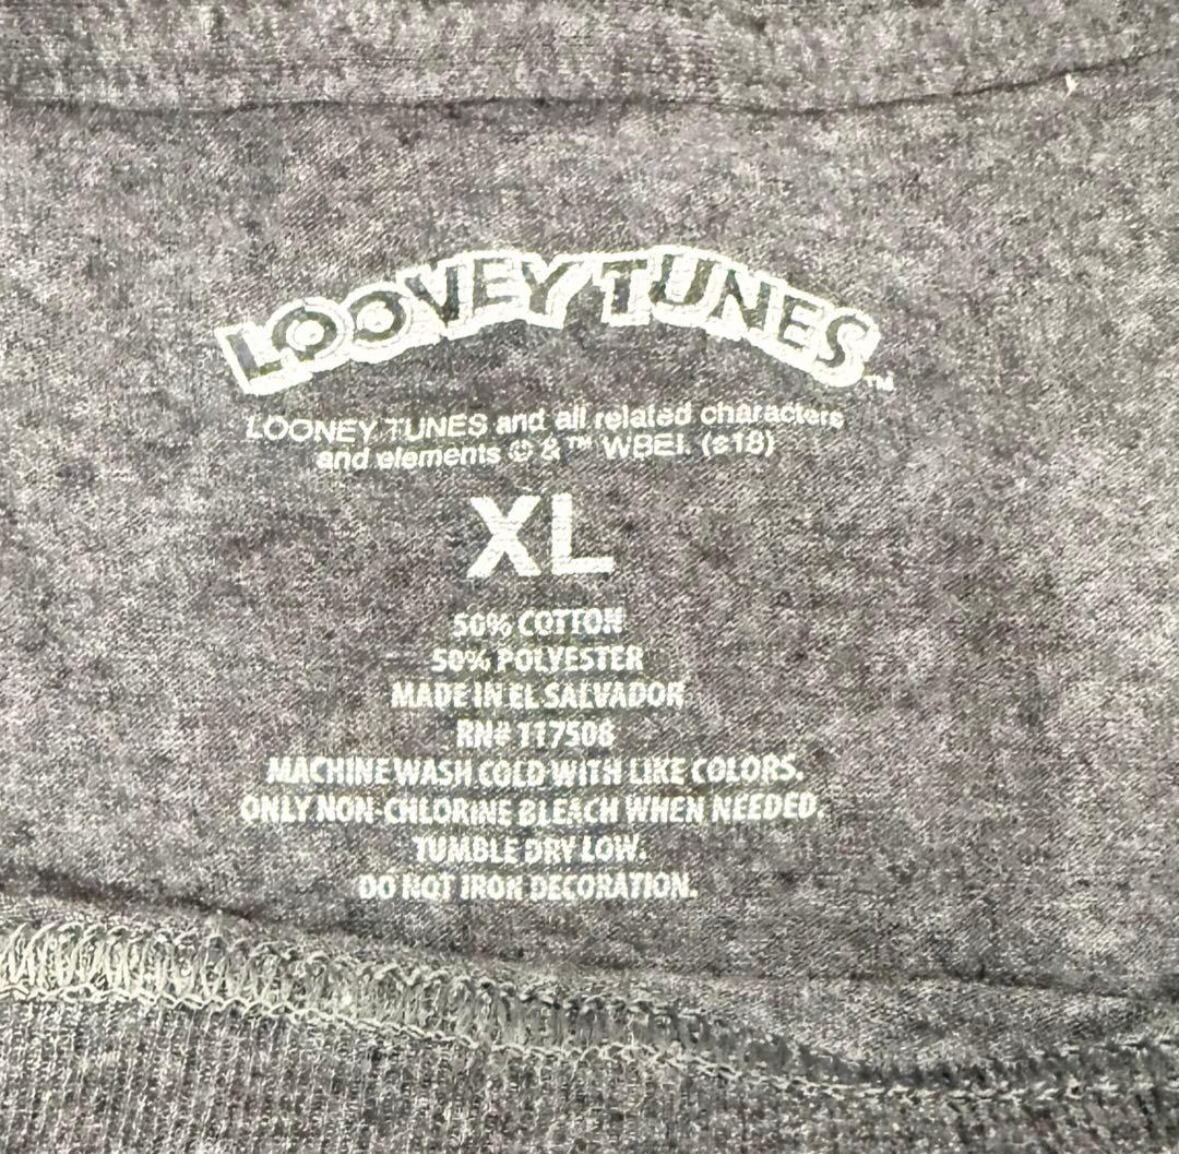 LOONEY TUNES ™
LOONEY TUNES and all related characters
and elements © & ™ WBEI. (s18)
XL
50% COTTON
50% POLYESTER
MADE IN EL SALVADOR
RN# 117508
MACHINE WASH COLD WITH LIKE COLORS.
ONLY NON-CHLORINE BLEACH WHEN NEEDED.
TUMBLE DRY LOW.
DO NOT IRON DECORATION.